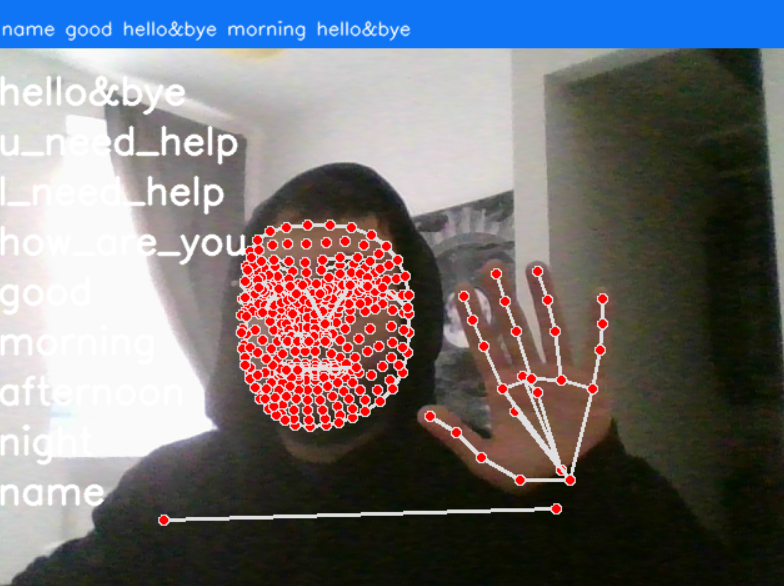 name good hello&bye morning hello&bye
hello&bye
u_need_help
I_need_help
how_are_you
good
morning
afternoon
night
name